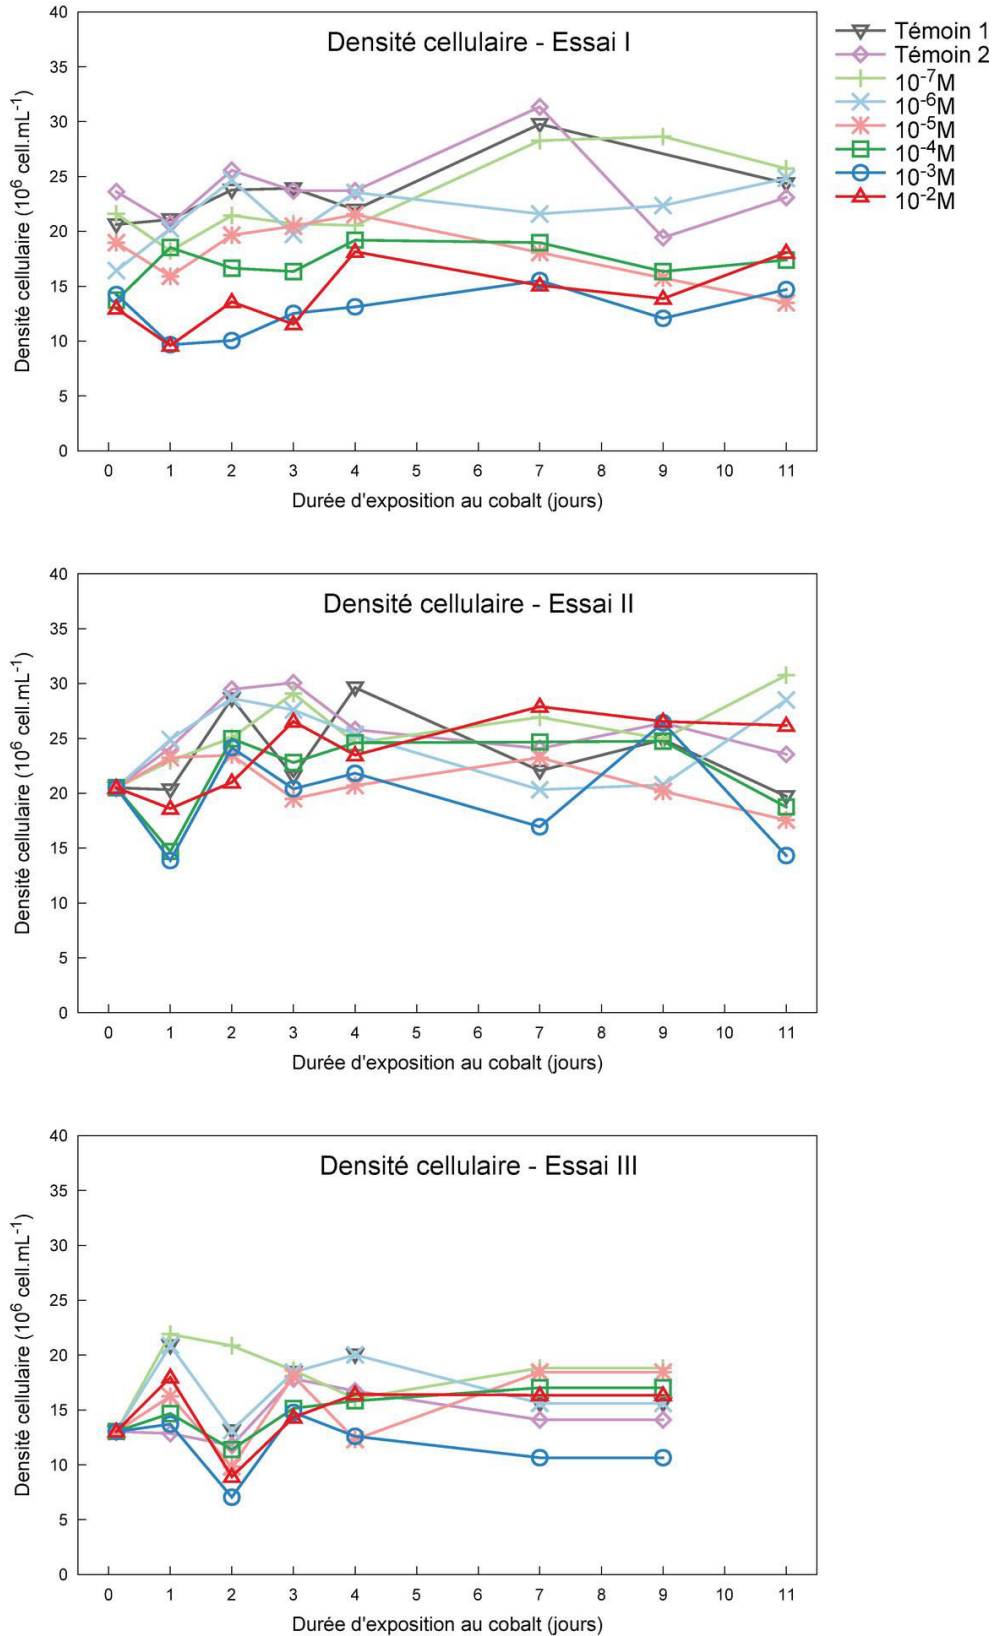 Densité cellulaire - Essai I
Densité cellulaire (10⁶ cell.mL⁻¹)
40
35
30
25
20
15
10
5
0
0 1 2 3 4 5 6 7 8 9 10 11
Durée d'exposition au cobalt (jours)
Témoin 1
Témoin 2
10⁻⁷M
10⁻⁶M
10⁻⁵M
10⁻⁴M
10⁻³M
10⁻²M
Densité cellulaire - Essai II
Densité cellulaire (10⁶ cell.mL⁻¹)
40
35
30
25
20
15
10
5
0
0 1 2 3 4 5 6 7 8 9 10 11
Durée d'exposition au cobalt (jours)
Densité cellulaire - Essai III
Densité cellulaire (10⁶ cell.mL⁻¹)
40
35
30
25
20
15
10
5
0
0 1 2 3 4 5 6 7 8 9 10 11
Durée d'exposition au cobalt (jours)